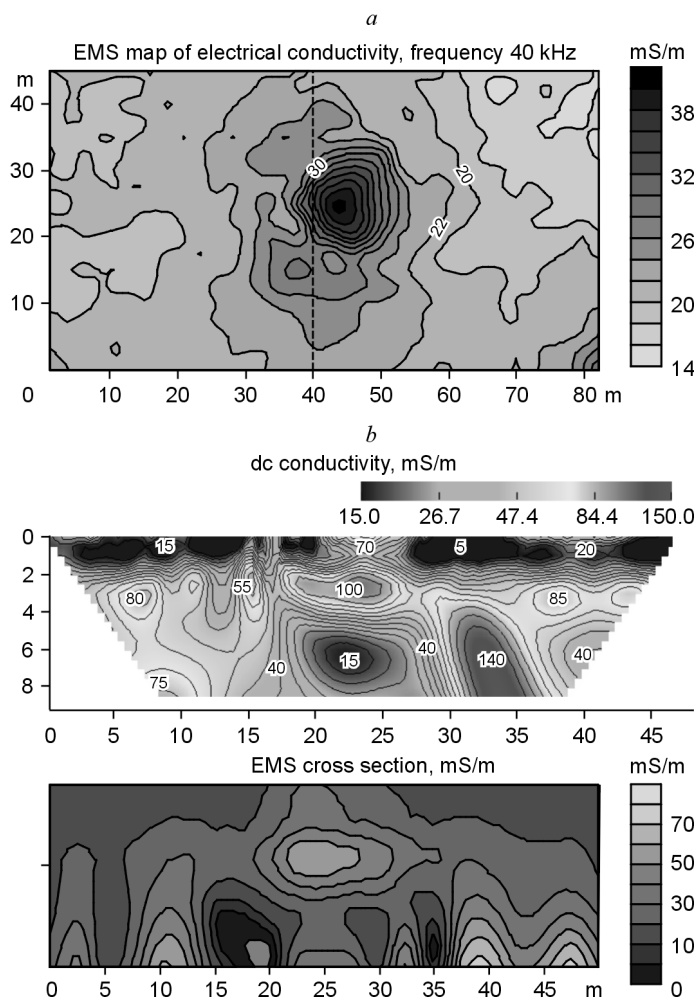 a
EMS map of electrical conductivity, frequency 40 kHz
mS/m
m
40
30
20
10
0
30
20
22
38
32
26
20
14
10 20 30 40 50 60 70 80 m
b
dc conductivity, mS/m
15.0 26.7 47.4 84.4 150.0
0
2
4
6
8
15 70 5 20
80 55 100 85
75 40 15 40 140 40
0 5 10 15 20 25 30 35 40 45 m
EMS cross section, mS/m
mS/m
70
50
30
10
0
0 5 10 15 20 25 30 35 40 45 m